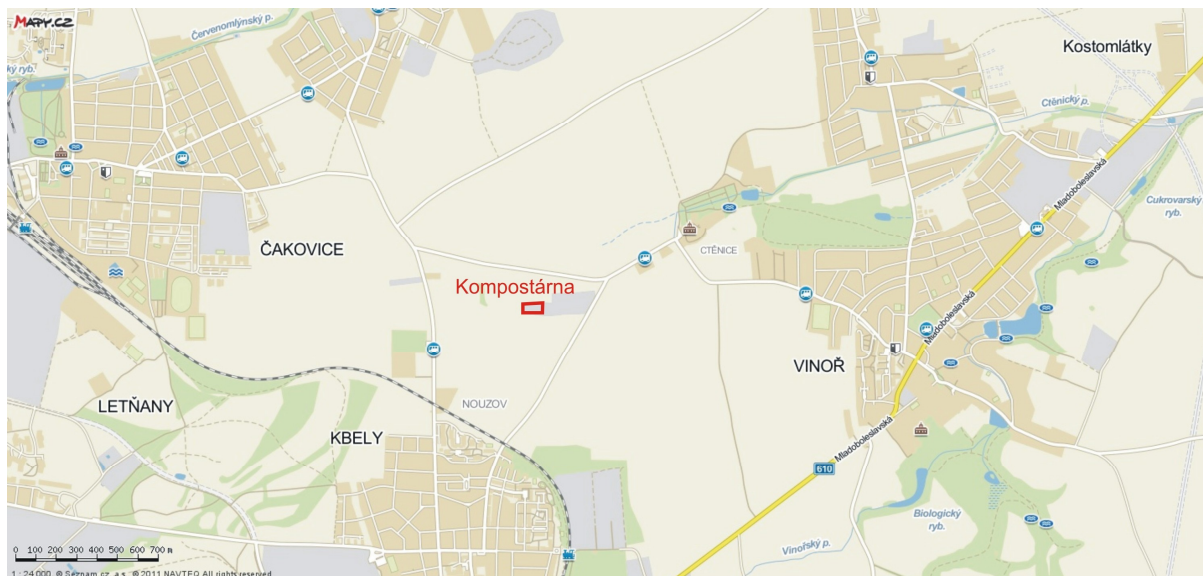 MAPY.CZ
Červenomlýnský p.
Kostomlátky
ký ryb.
Ctěnický p.
Mladoboleslavská
Cukrovarský
ryb.
ČAKOVICE
CTĚNICE
Kompostárna
Mladoboleslavská
VINOŘ
LETŇANY
NOUZOV
KBELY
Mladoboleslavská
610
Biologický
ryb.
Vinořský p.
0 100 200 300 400 500 600 700 m
1 : 24 000 © Seznam.cz, a.s., © 2011 NAVTEQ All rights reserved